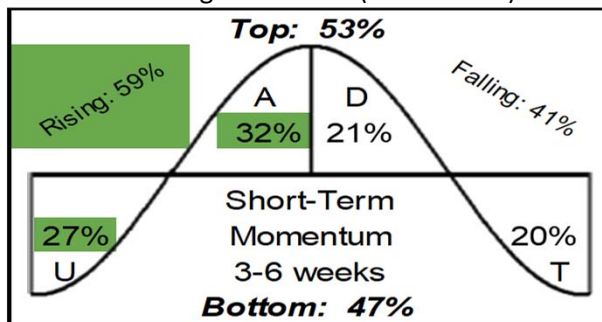 Top: 53%
Rising: 59%
Falling: 41%
A D
32% 21%
Short-Term
27% Momentum 20%
U 3-6 weeks T
Bottom: 47%